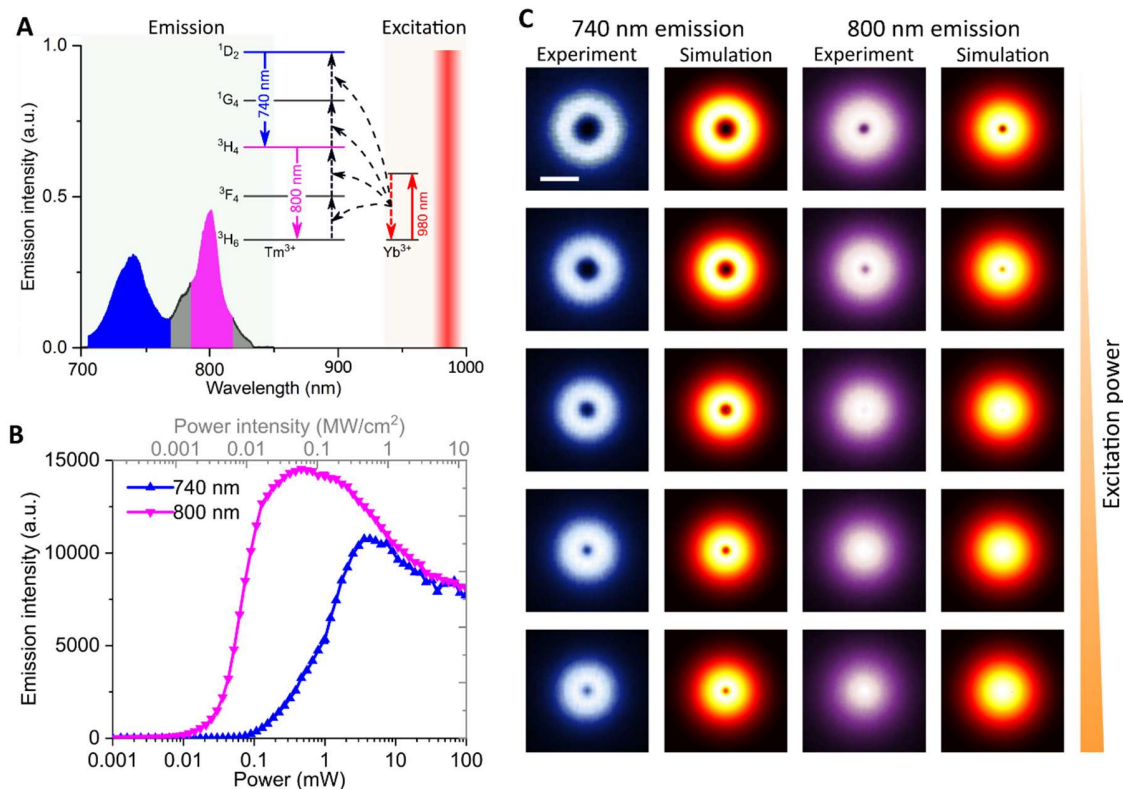 A
Emission
Excitation
Emission intensity (a.u.)
1.0
0.5
0.0
¹D₂
¹G₄
³H₄
³F₄
³H₆
740 nm
800 nm
980 nm
Tm³⁺
Yb³⁺
700
800
900
1000
Wavelength (nm)
B
Power intensity (MW/cm²)
0.001
0.01
0.1
1
10
Emission intensity (a.u.)
15000
10000
5000
0
740 nm
800 nm
0.001
0.01
0.1
1
10
100
Power (mW)
C
740 nm emission
800 nm emission
Experiment
Simulation
Experiment
Simulation
Excitation power